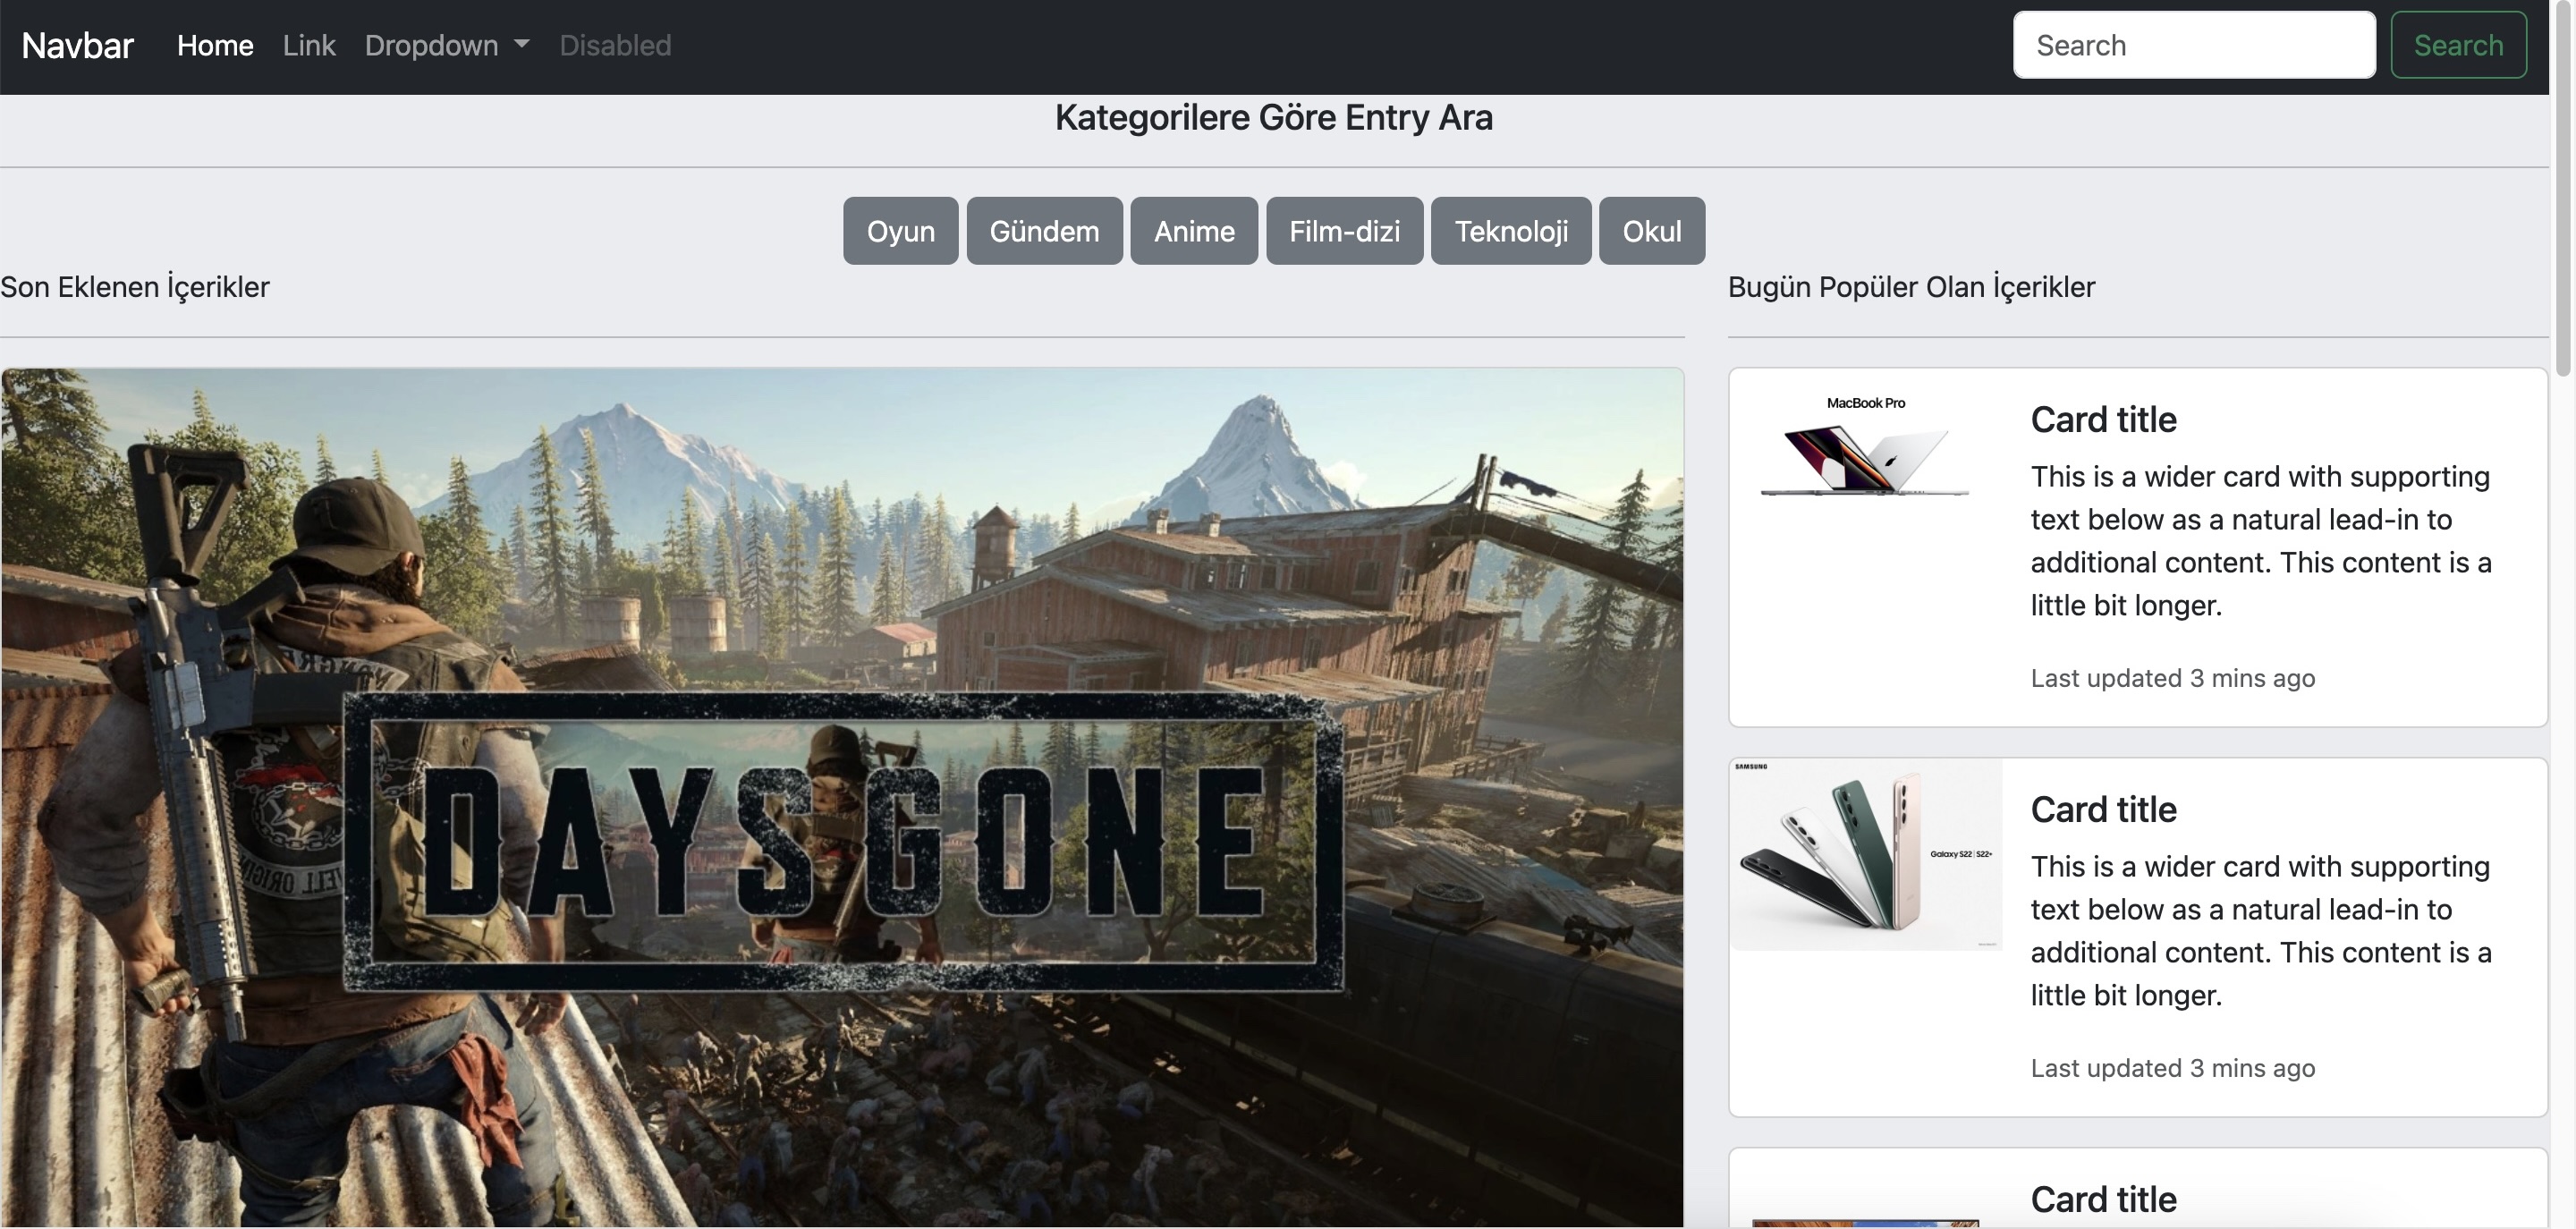 Navbar Home Link Dropdown Disabled Search Search
Kategorilere Göre Entry Ara
Oyun Gündem Anime Film-dizi Teknoloji Okul
Son Eklenen İçerikler
DAYS GONE
Bugün Popüler Olan İçerikler
MacBook Pro
Card title
This is a wider card with supporting
text below as a natural lead-in to
additional content. This content is a
little bit longer.
Last updated 3 mins ago
SAMSUNG
Galaxy S22 | S22+
Card title
This is a wider card with supporting
text below as a natural lead-in to
additional content. This content is a
little bit longer.
Last updated 3 mins ago
Card title